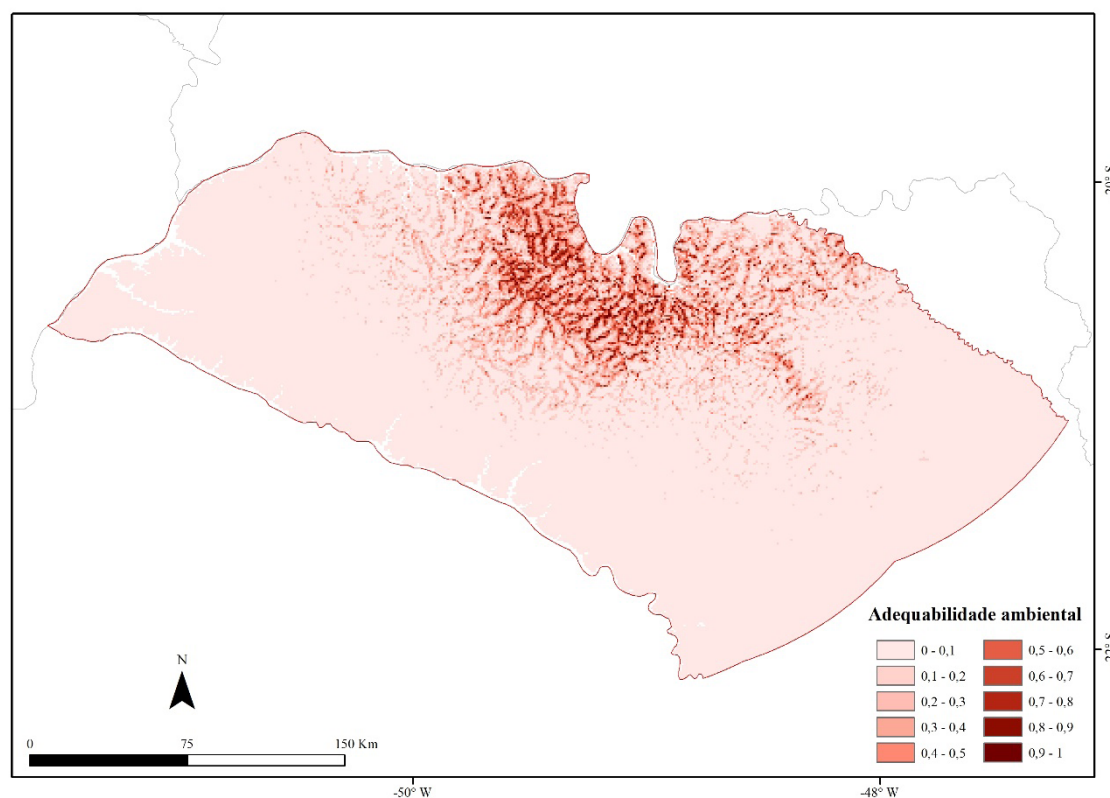 -20° S
Adequabilidade ambiental
0 - 0,1
0,5 - 0,6
0,1 - 0,2
0,6 - 0,7
0,2 - 0,3
0,7 - 0,8
0,3 - 0,4
0,8 - 0,9
0,4 - 0,5
0,9 - 1
-22° S
N
0 75 150 Km
-50° W
-48° W